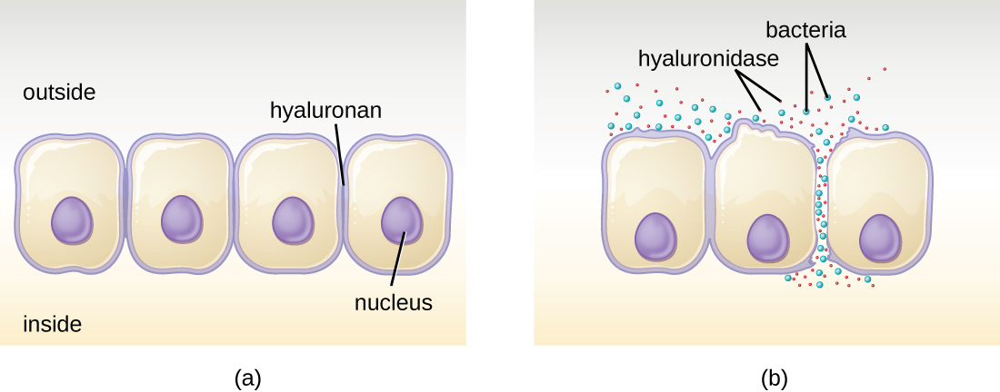 outside
hyaluronan
nucleus
inside
(a)
bacteria
hyaluronidase
(b)